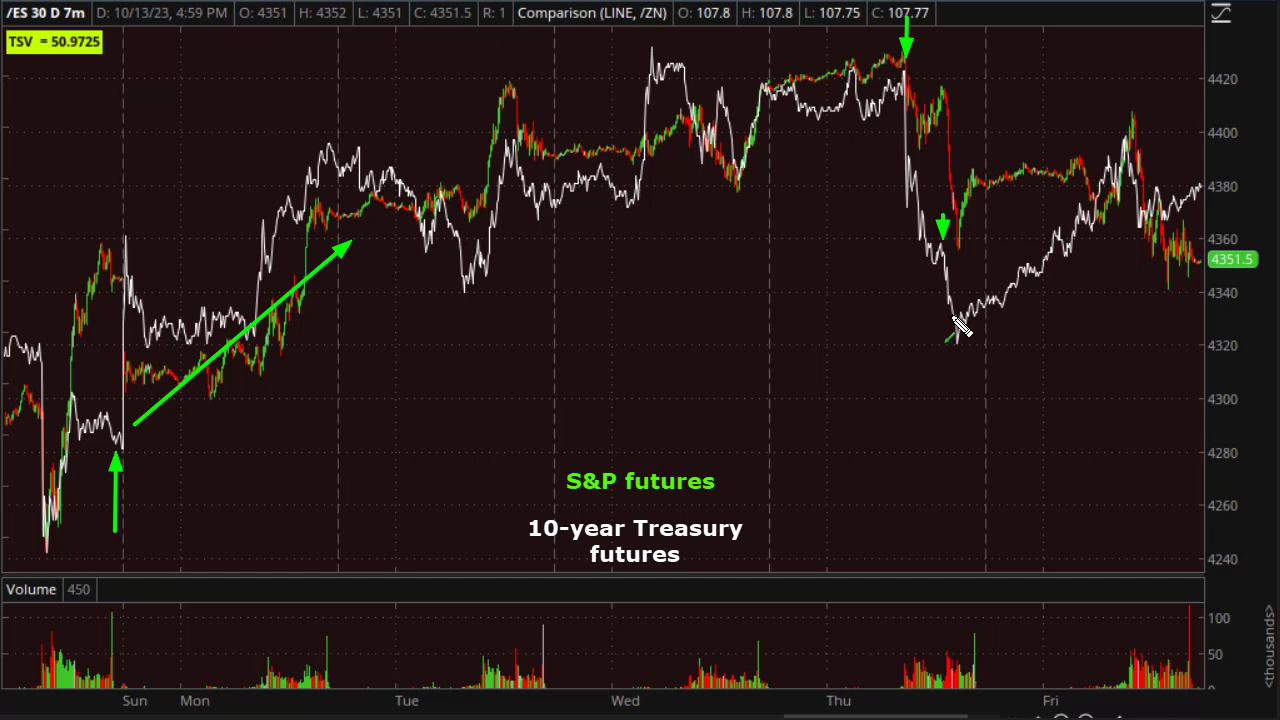 /ES 30 D 7m D: 10/13/23, 4:59 PM O: 4351 H: 4352 L: 4351 C: 4351.5 R: 1 Comparison (LINE, /ZN) O: 107.8 H: 107.8 L: 107.75 C: 107.77
TSV = 50.9725
4420
4400
4380
4360
4351.5
4340
4320
4300
4280
4260
4240
S&P futures
10-year Treasury
futures
Volume 450
100
50
<thousands>
Sun Mon Tue Wed Thu Fri